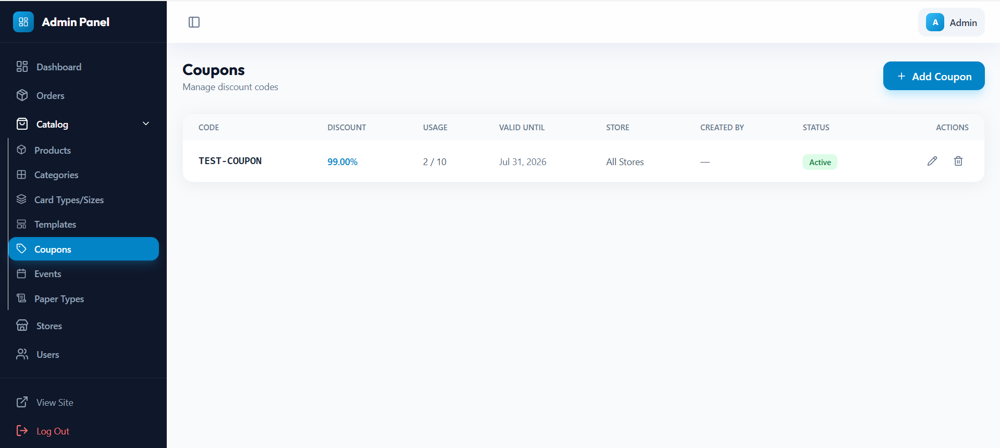 Admin Panel
A Admin
Dashboard
Orders
Catalog
Products
Categories
Card Types/Sizes
Templates
Coupons
Events
Paper Types
Stores
Users
View Site
Log Out
Coupons
Manage discount codes
+ Add Coupon
CODE DISCOUNT USAGE VALID UNTIL STORE CREATED BY STATUS ACTIONS
TEST-COUPON 99.00% 2 / 10 Jul 31, 2026 All Stores — Active